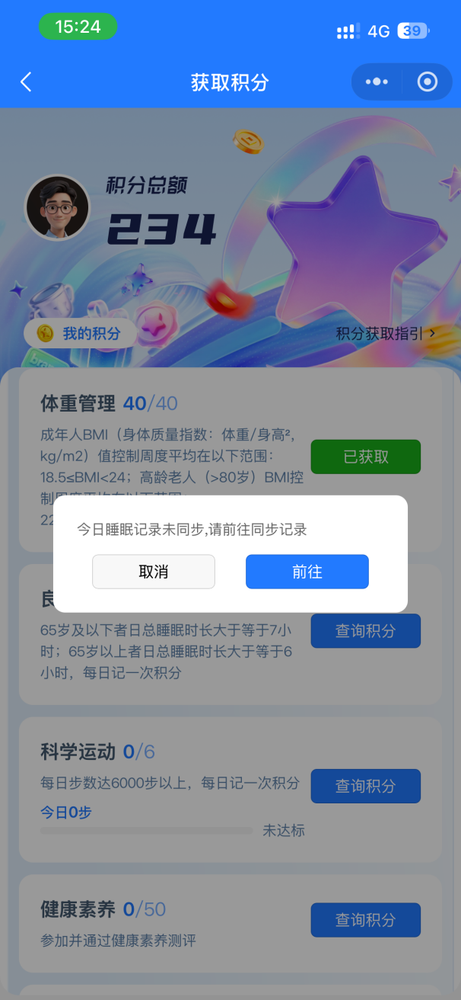 15:24
4G
39
获取积分
积分总额
234
我的积分
积分获取指引
体重管理 40/40
成年人BMI（身体质量指数：体重/身高²,
kg/m2）值控制周度平均在以下范围：
18.5≤BMI<24；高龄老人（>80岁）BMI控
已获取
今日睡眠记录未同步,请前往同步记录
取消
前往
65岁及以下者日总睡眠时长大于等于7小
时；65岁以上者日总睡眠时长大于等于6
小时，每日记一次积分
查询积分
科学运动 0/6
每日步数达6000步以上，每日记一次积分
今日0步
未达标
查询积分
健康素养 0/50
参加并通过健康素养测评
查询积分